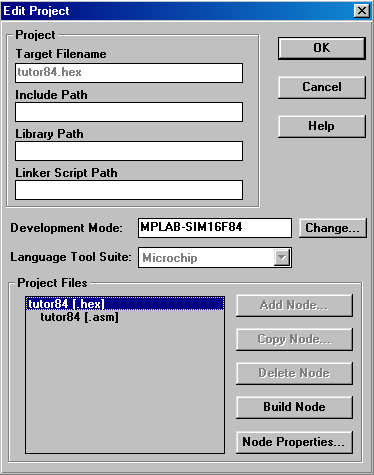 Edit Project
Project
Target Filename
tutor84.hex
Include Path
Library Path
Linker Script Path
OK
Cancel
Help
Development Mode:
MPLAB-SIM16F84
Change...
Language Tool Suite:
Microchip
Project Files
tutor84 [.hex]
tutor84 [.asm]
Add Node...
Copy Node...
Delete Node
Build Node
Node Properties...